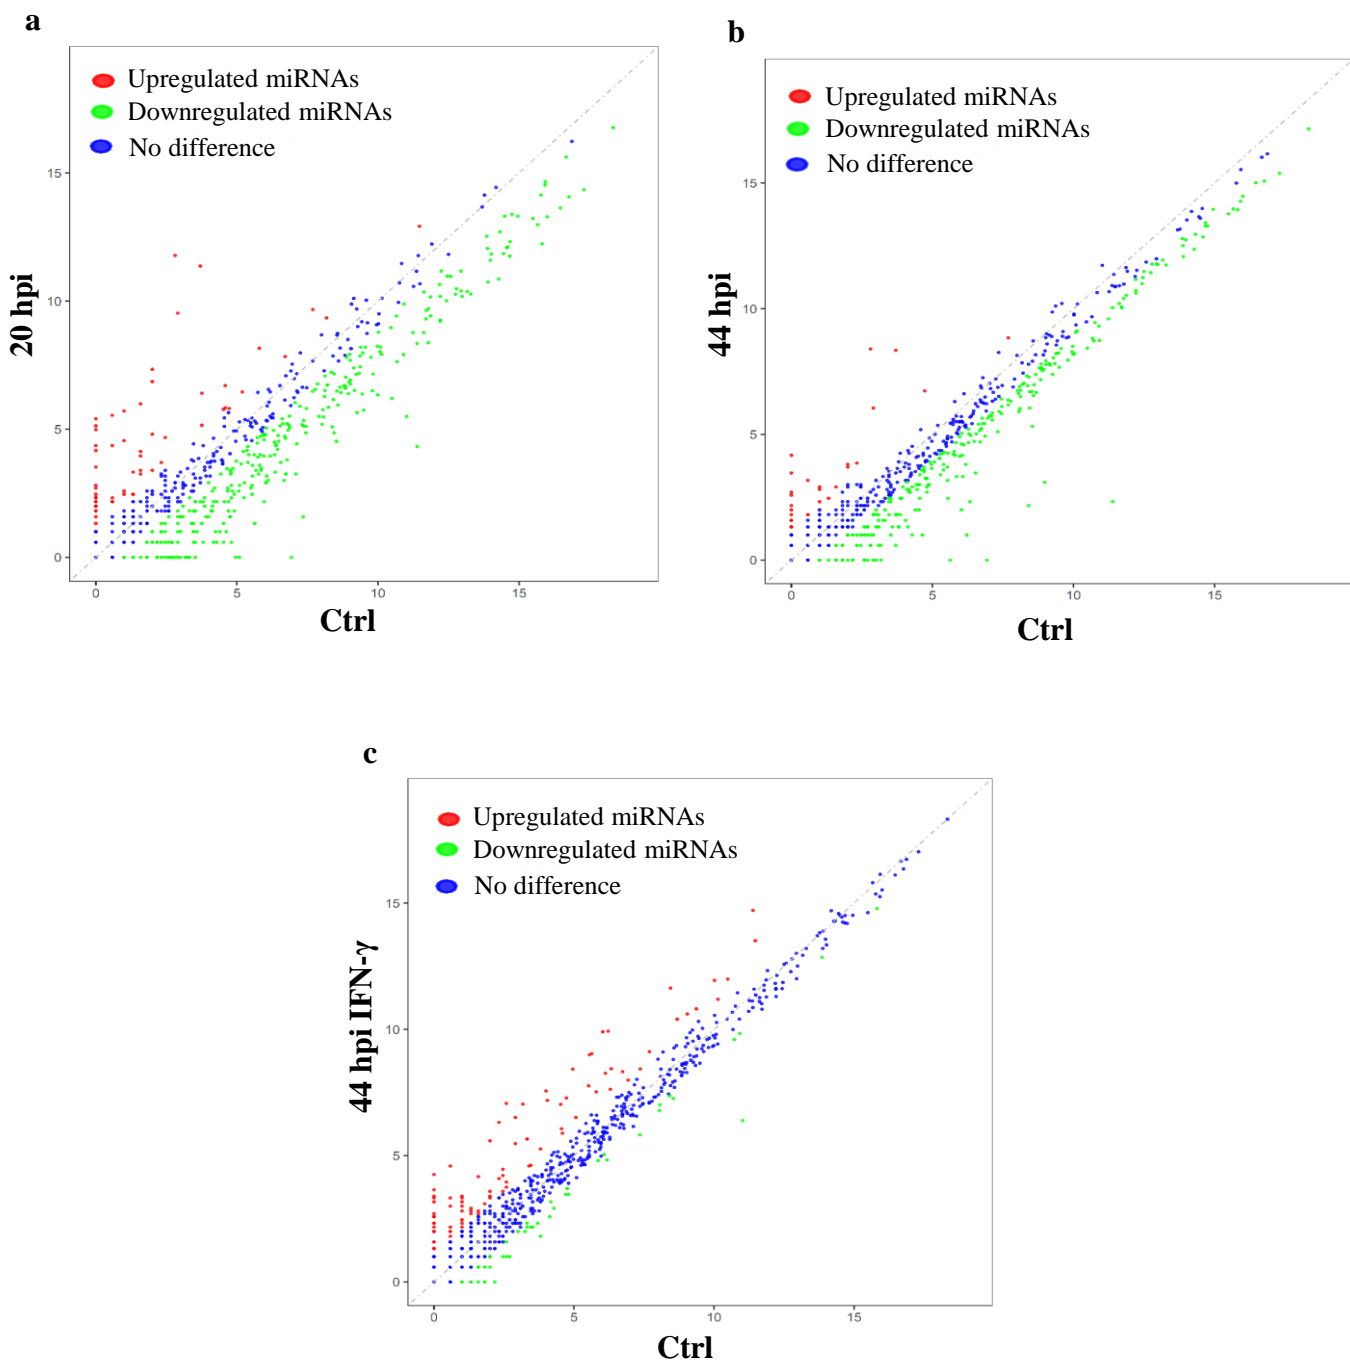 a
Upregulated miRNAs
Downregulated miRNAs
No difference
15
10
5
0
0 5 10 15
20 hpi
Ctrl
b
Upregulated miRNAs
Downregulated miRNAs
No difference
15
10
5
0
0 5 10 15
44 hpi
Ctrl
c
Upregulated miRNAs
Downregulated miRNAs
No difference
15
10
5
0
0 5 10 15
44 hpi IFN-γ
Ctrl